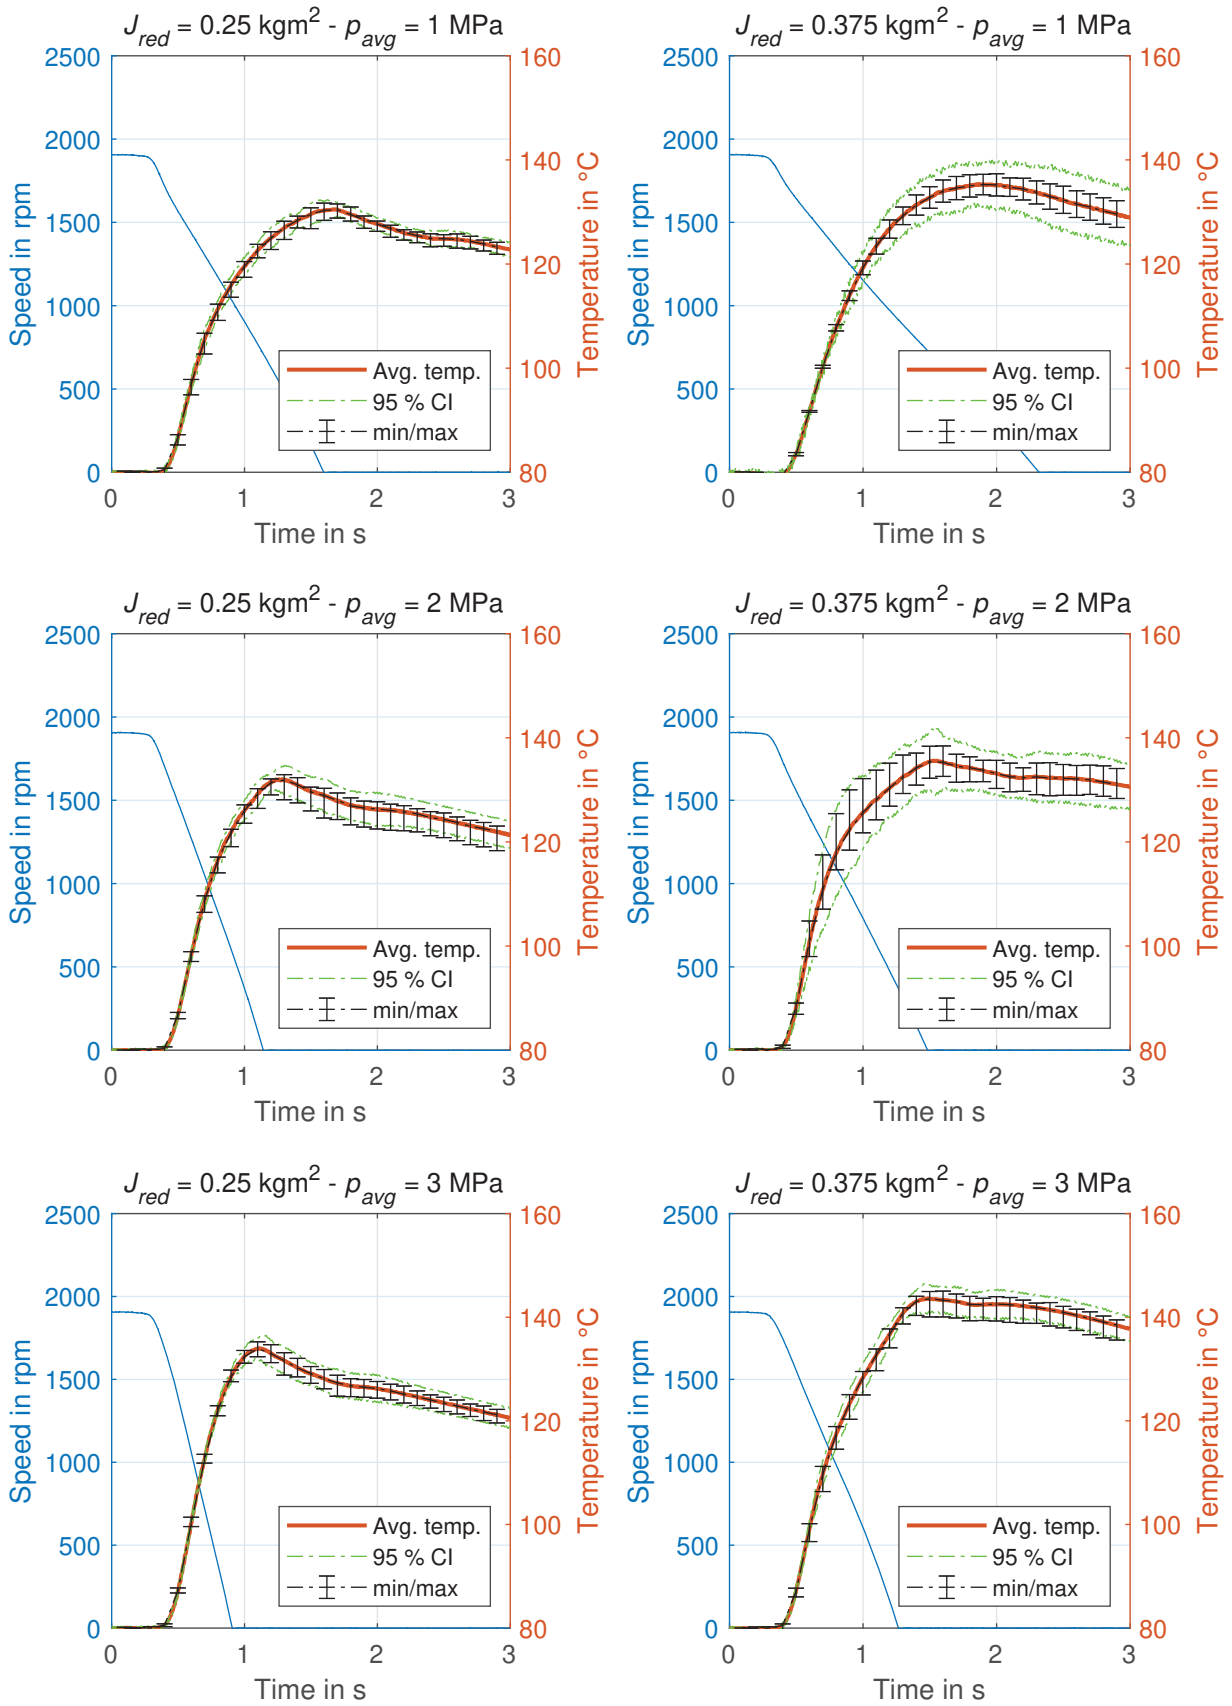 J_red = 0.25 kgm² - p_avg = 1 MPa
2500
2000
1500
1000
500
0
Speed in rpm
160
140
120
100
80
Temperature in °C
Avg. temp.
95 % CI
min/max
0 1 2 3
Time in s
J_red = 0.375 kgm² - p_avg = 1 MPa
2500
2000
1500
1000
500
0
Speed in rpm
160
140
120
100
80
Temperature in °C
Avg. temp.
95 % CI
min/max
0 1 2 3
Time in s
J_red = 0.25 kgm² - p_avg = 2 MPa
2500
2000
1500
1000
500
0
Speed in rpm
160
140
120
100
80
Temperature in °C
Avg. temp.
95 % CI
min/max
0 1 2 3
Time in s
J_red = 0.375 kgm² - p_avg = 2 MPa
2500
2000
1500
1000
500
0
Speed in rpm
160
140
120
100
80
Temperature in °C
Avg. temp.
95 % CI
min/max
0 1 2 3
Time in s
J_red = 0.25 kgm² - p_avg = 3 MPa
2500
2000
1500
1000
500
0
Speed in rpm
160
140
120
100
80
Temperature in °C
Avg. temp.
95 % CI
min/max
0 1 2 3
Time in s
J_red = 0.375 kgm² - p_avg = 3 MPa
2500
2000
1500
1000
500
0
Speed in rpm
160
140
120
100
80
Temperature in °C
Avg. temp.
95 % CI
min/max
0 1 2 3
Time in s